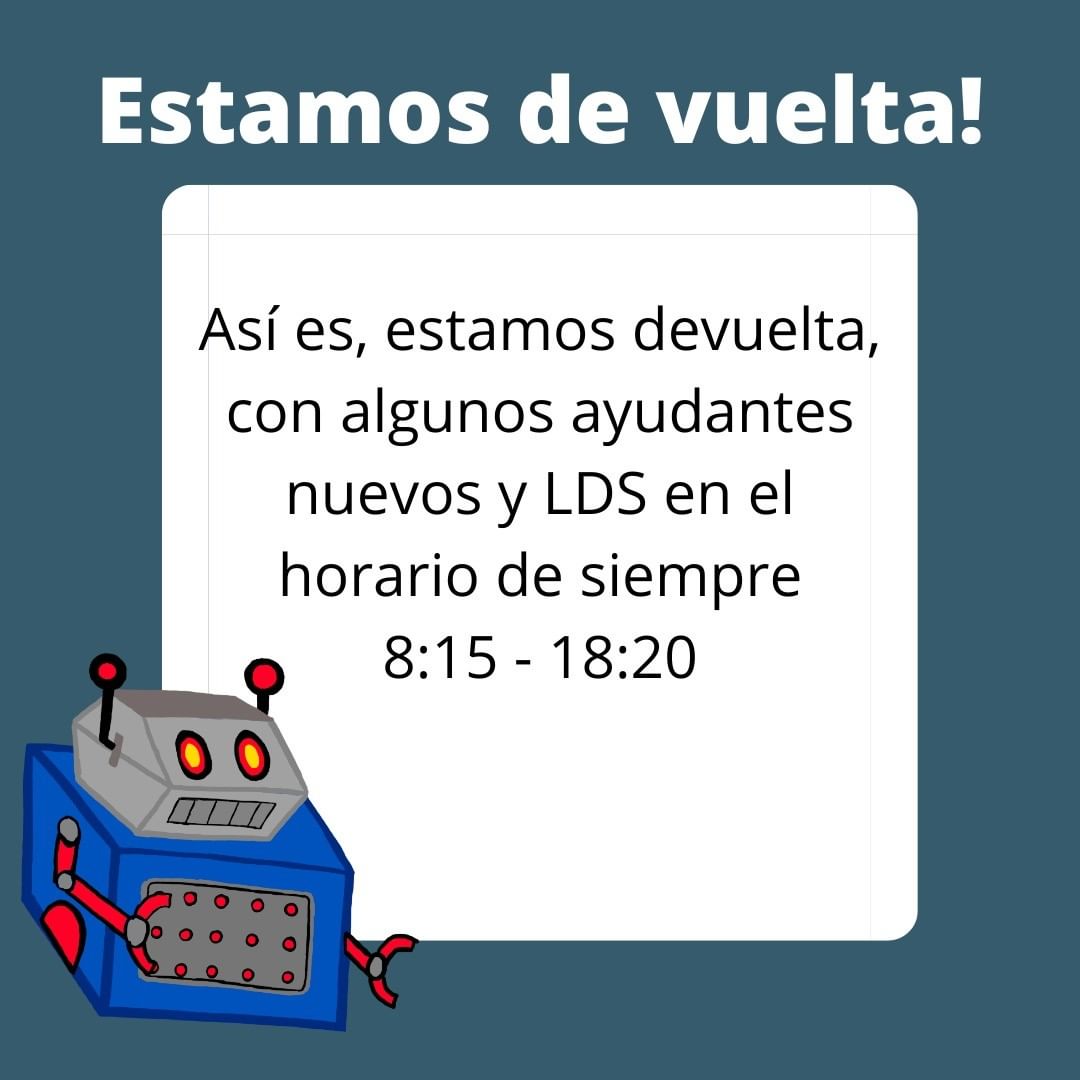 Estamos de vuelta!
Así es, estamos devuelta,
con algunos ayudantes
nuevos y LDS en el
horario de siempre
8:15 - 18:20